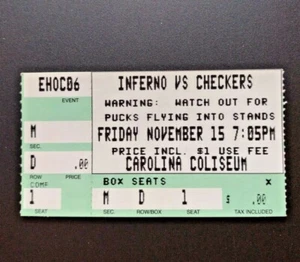 EHOC06
EVENT
M
SEC.
D .00
ROW PRICE
COMP
1
SEAT
INFERNO VS CHECKERS
WARNING: WATCH OUT FOR
PUCKS FLYING INTO STANDS
FRIDAY NOVEMBER 15 7:05PM
PRICE INCL. $1 USE FEE
CAROLINA COLISEUM
BOX SEATS X
M D 1 $ .00
SEC. ROW/BOX SEAT TAX INCLUDED